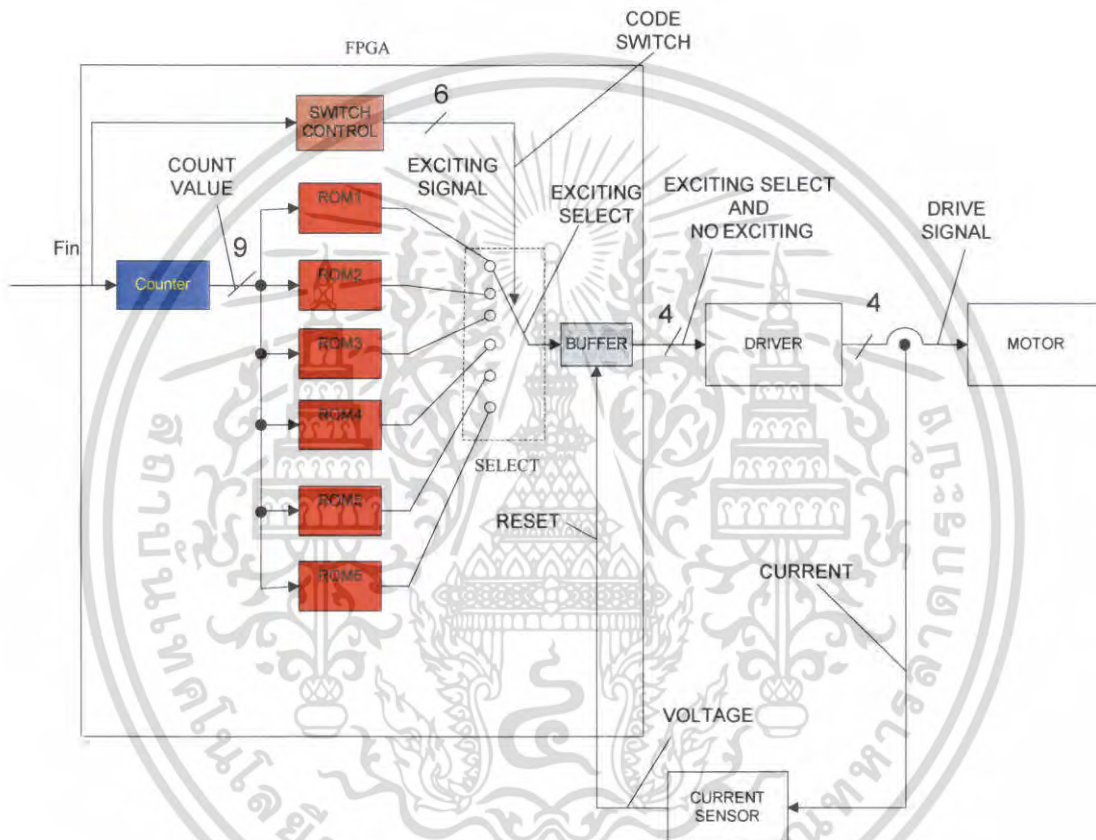 CODE
SWITCH
FPGA
SWITCH
CONTROL
6
COUNT
VALUE
EXCITING
SIGNAL
EXCITING
SELECT
EXCITING SELECT
AND
NO EXCITING
DRIVE
SIGNAL
Fin
Counter
9
ROM1
ROM2
ROM3
ROM4
ROM5
ROM6
SELECT
BUFFER
4
DRIVER
4
MOTOR
RESET
CURRENT
VOLTAGE
CURRENT
SENSOR